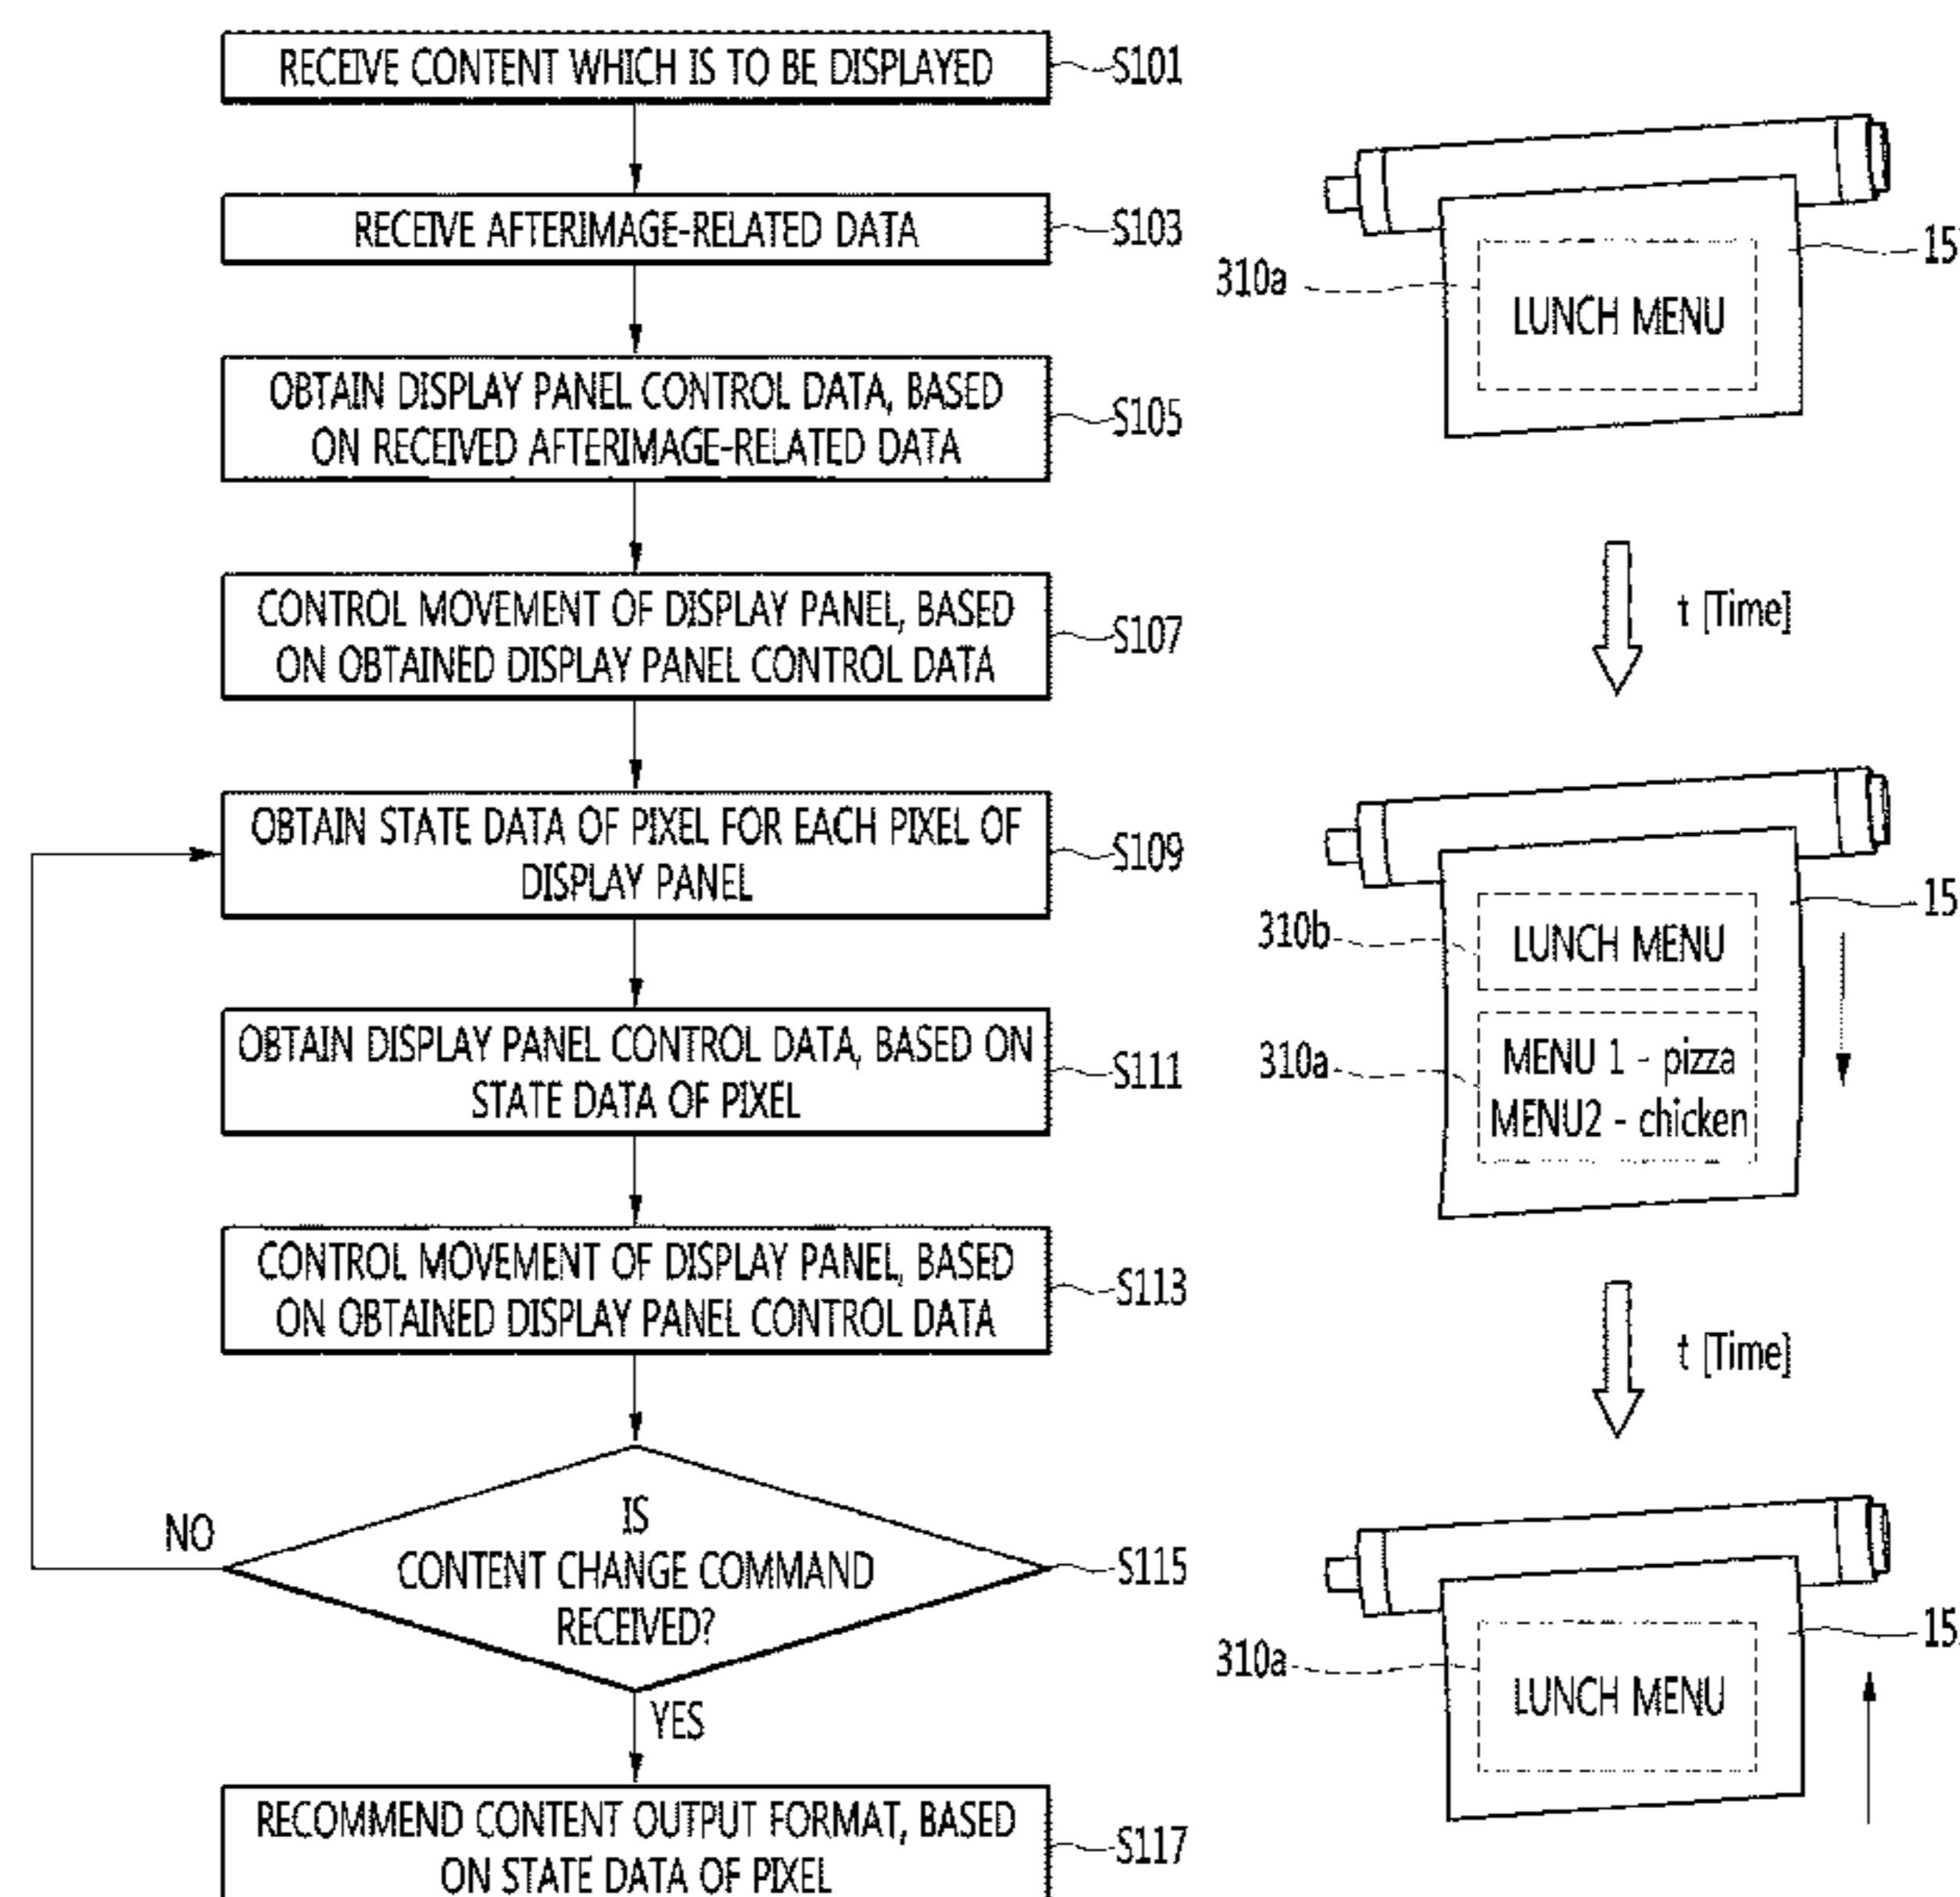 RECEIVE CONTENT WHICH IS TO BE DISPLAYED
S101
RECEIVE AFTERIMAGE-RELATED DATA
S103
OBTAIN DISPLAY PANEL CONTROL DATA, BASED
ON RECEIVED AFTERIMAGE-RELATED DATA
S105
CONTROL MOVEMENT OF DISPLAY PANEL, BASED
ON OBTAINED DISPLAY PANEL CONTROL DATA
S107
OBTAIN STATE DATA OF PIXEL FOR EACH PIXEL OF
DISPLAY PANEL
S109
OBTAIN DISPLAY PANEL CONTROL DATA, BASED ON
STATE DATA OF PIXEL
S111
CONTROL MOVEMENT OF DISPLAY PANEL, BASED
ON OBTAINED DISPLAY PANEL CONTROL DATA
S113
IS
CONTENT CHANGE COMMAND
RECEIVED?
S115
NO
YES
RECOMMEND CONTENT OUTPUT FORMAT, BASED
ON STATE DATA OF PIXEL
S117
310a
LUNCH MENU
15
t [Time]
310b
LUNCH MENU
15
310a
MENU 1 - pizza
MENU2 - chicken
t [Time]
310a
LUNCH MENU
15